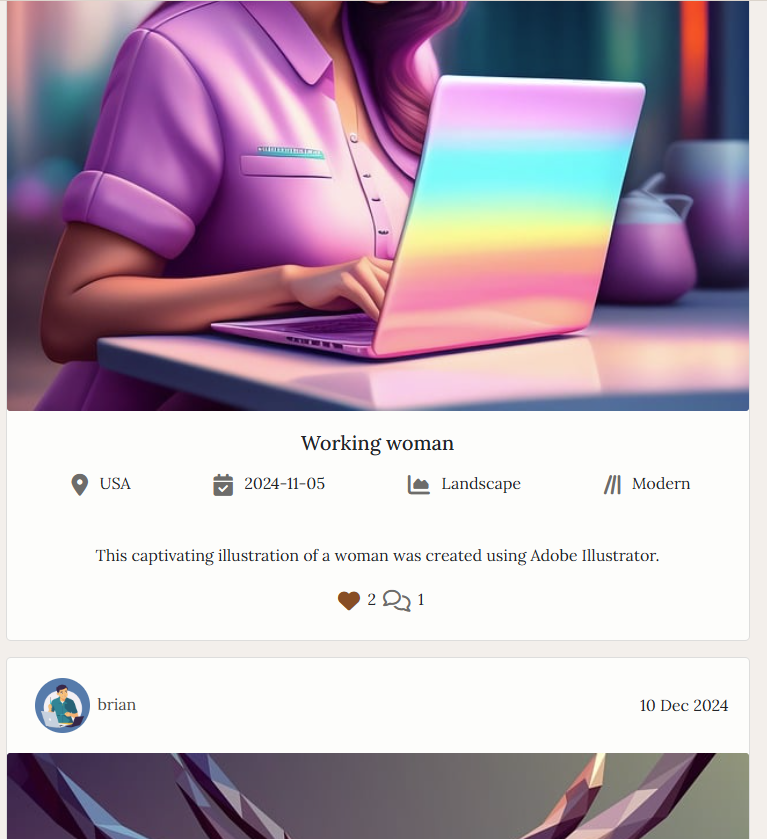 Working woman
USA 2024-11-05 Landscape Modern
This captivating illustration of a woman was created using Adobe Illustrator.
2 1
brian 10 Dec 2024